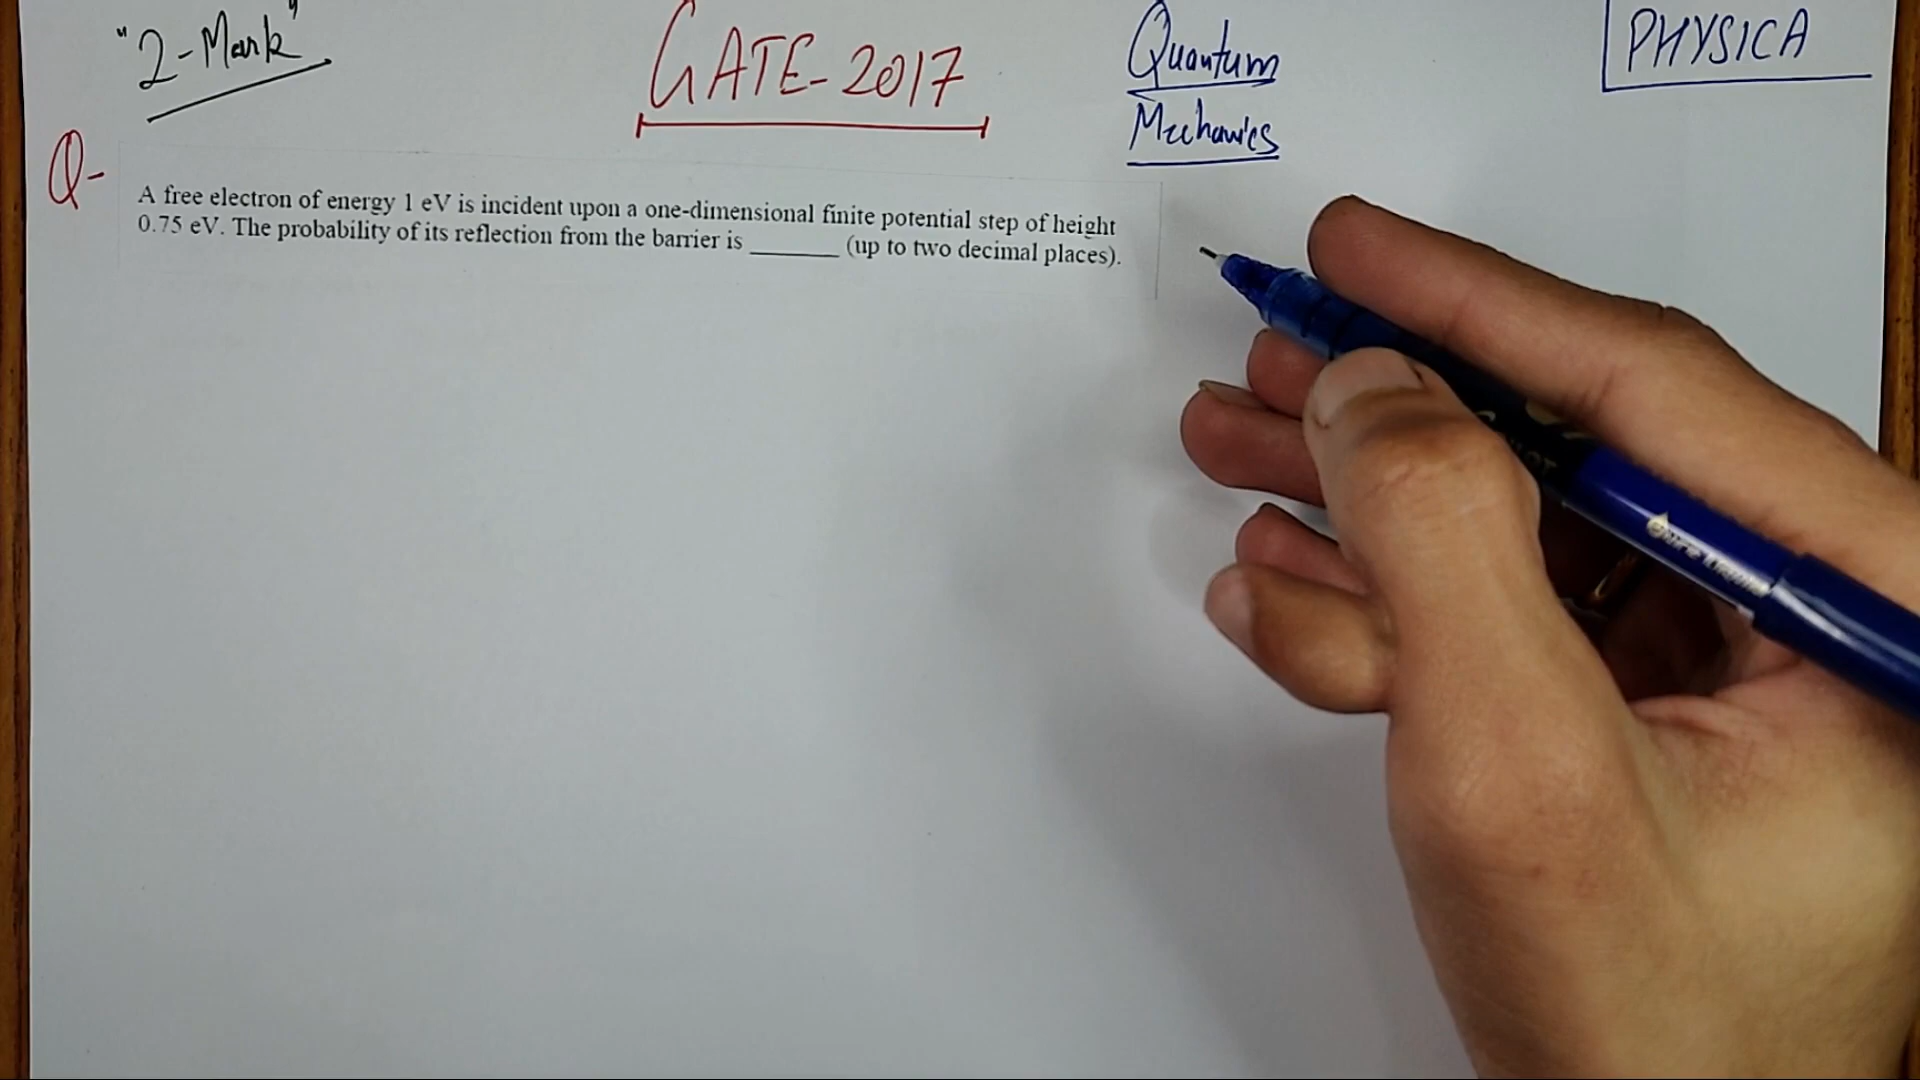 "2-Mark"
GATE-2017
Quantum
Mechanics
PHYSICA
Q-
A free electron of energy 1 eV is incident upon a one-dimensional finite potential step of height
0.75 eV. The probability of its reflection from the barrier is _______ (up to two decimal places).